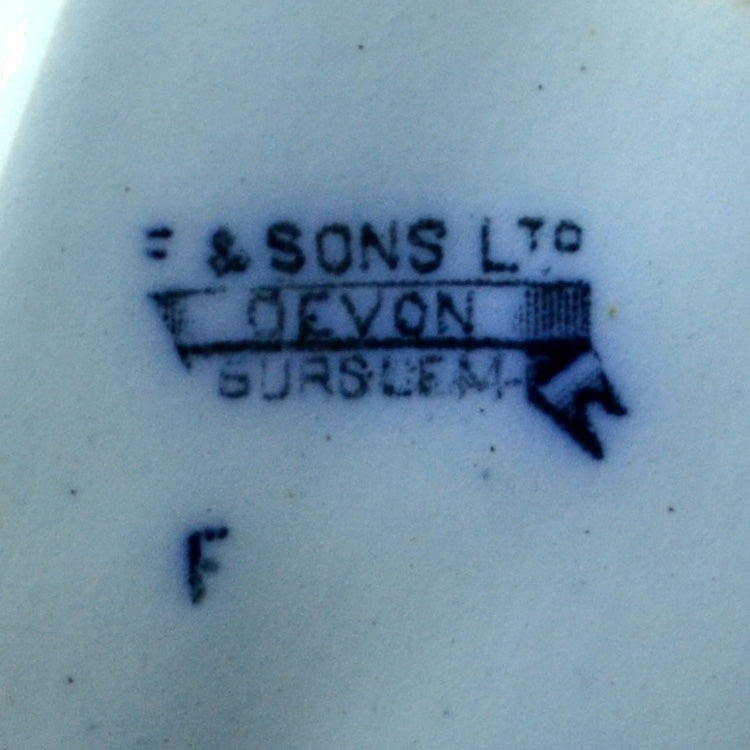 F & SONS LTD
DEVON
BURSLEM
F